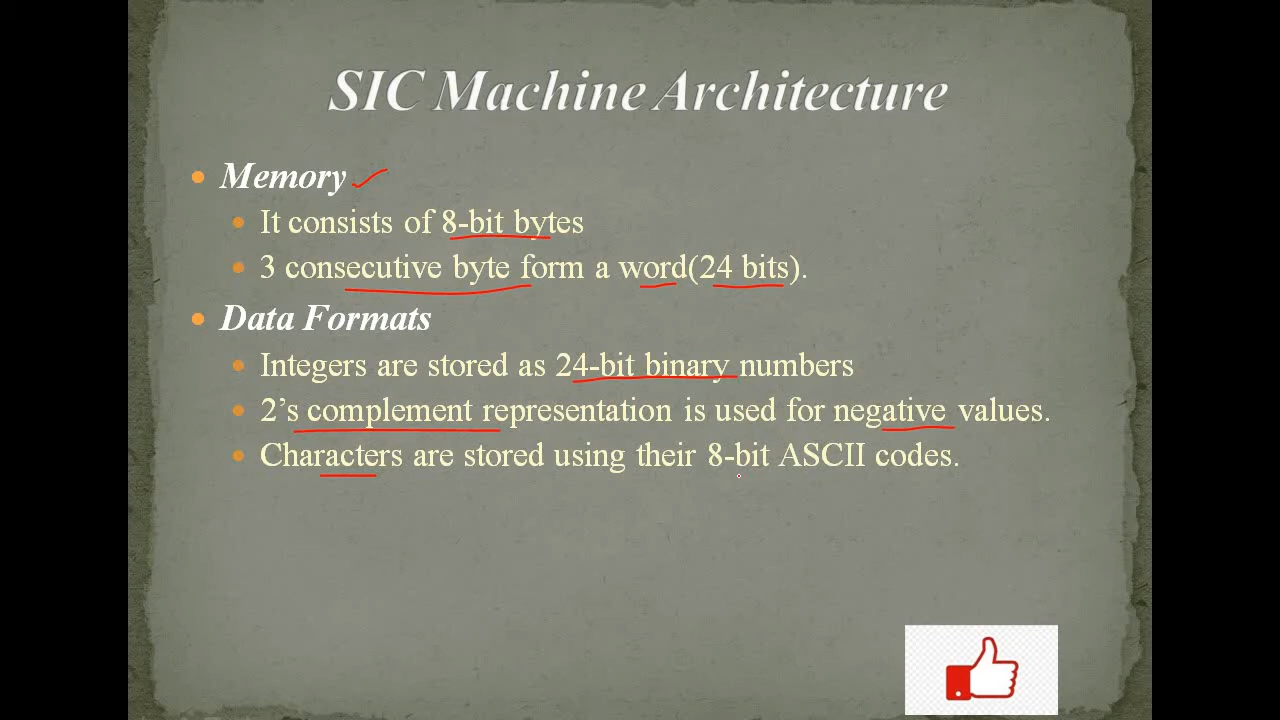 SIC Machine Architecture
Memory
It consists of 8-bit bytes
3 consecutive byte form a word(24 bits).
Data Formats
Integers are stored as 24-bit binary numbers
2’s complement representation is used for negative values.
Characters are stored using their 8-bit ASCII codes.